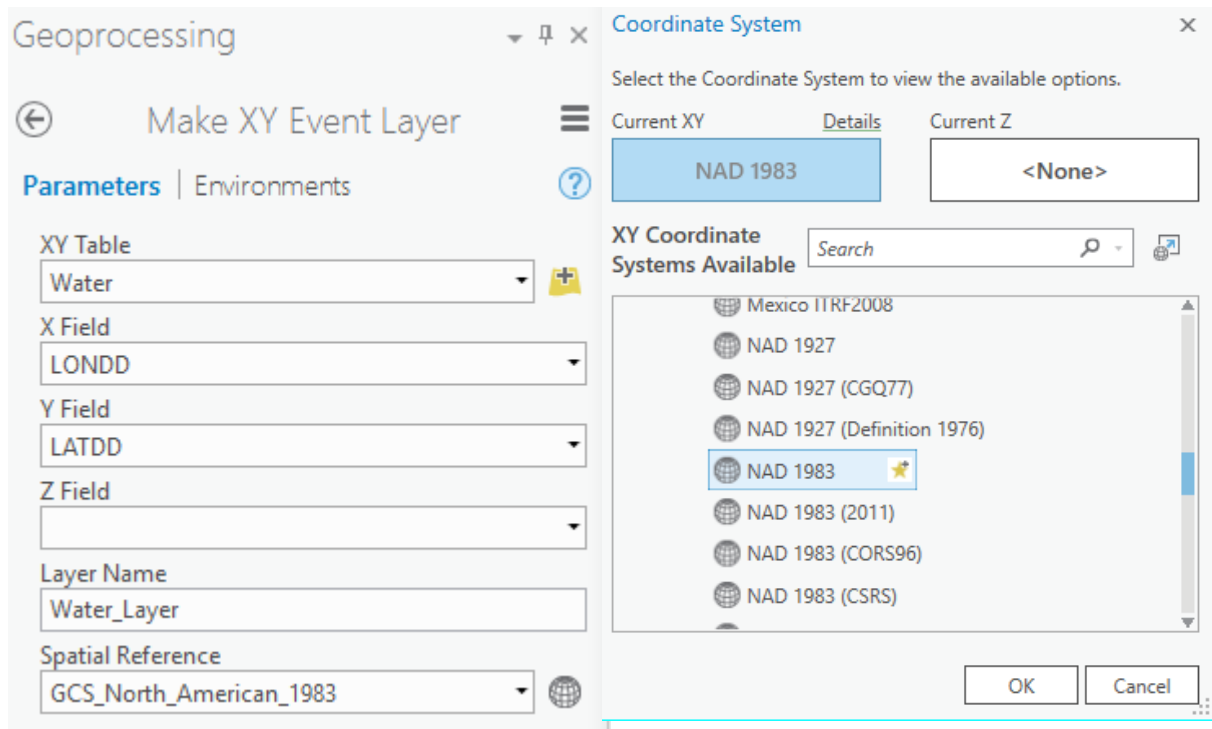 Geoprocessing
Make XY Event Layer
Parameters | Environments
?
XY Table
Water
X Field
LONDD
Y Field
LATDD
Z Field
Layer Name
Water_Layer
Spatial Reference
GCS_North_American_1983
Coordinate System
Select the Coordinate System to view the available options.
Current XY Details Current Z
NAD 1983 <None>
XY Coordinate
Systems Available
Search
Mexico ITRF2008
NAD 1927
NAD 1927 (CGQ77)
NAD 1927 (Definition 1976)
NAD 1983
NAD 1983 (2011)
NAD 1983 (CORS96)
NAD 1983 (CSRS)
OK Cancel